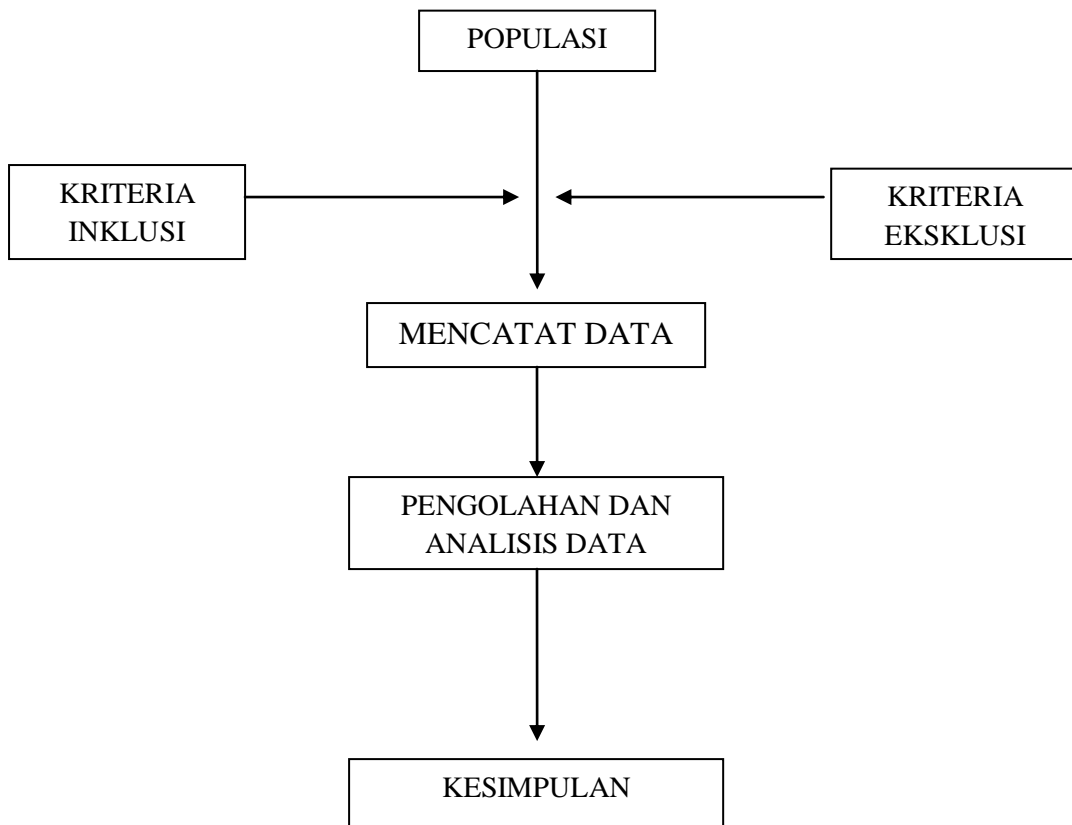 POPULASI
KRITERIA
INKLUSI
KRITERIA
EKSKLUSI
MENCATAT DATA
PENGOLAHAN DAN
ANALISIS DATA
KESIMPULAN